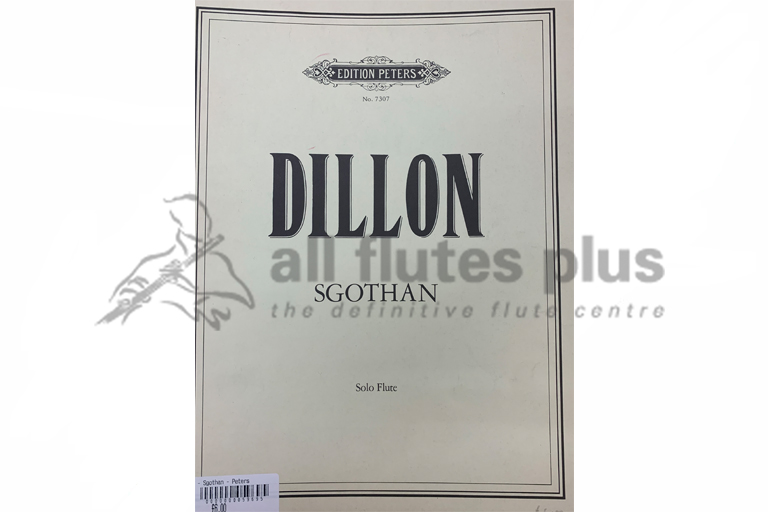 EDITION PETERS
No. 7307
DILLON
all flutes plus
SGOTHAN
the definitive flute centre
Solo Flute
- Sgothan - Peters